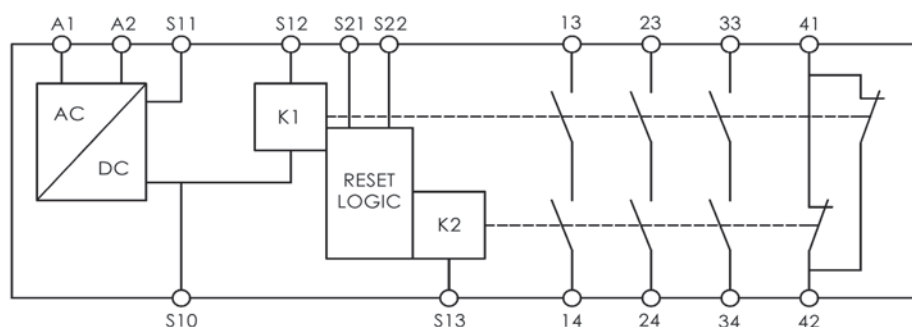 A1 A2 S11 S12 S21 S22 13 23 33 41
AC
DC
K1
RESET
LOGIC
K2
S10 S13 14 24 34 42